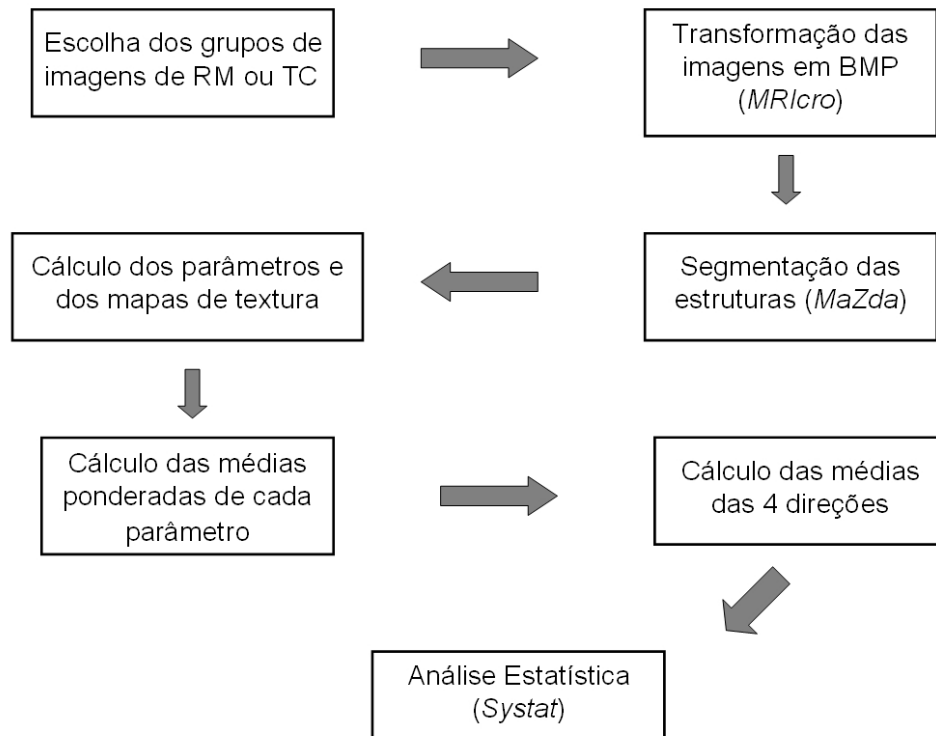 Escolha dos grupos de
imagens de RM ou TC
Transformação das
imagens em BMP
(MRIcro)
Segmentação das
estruturas (MaZda)
Cálculo dos parâmetros e
dos mapas de textura
Cálculo das médias
ponderadas de cada
parâmetro
Cálculo das médias
das 4 direções
Análise Estatística
(Systat)